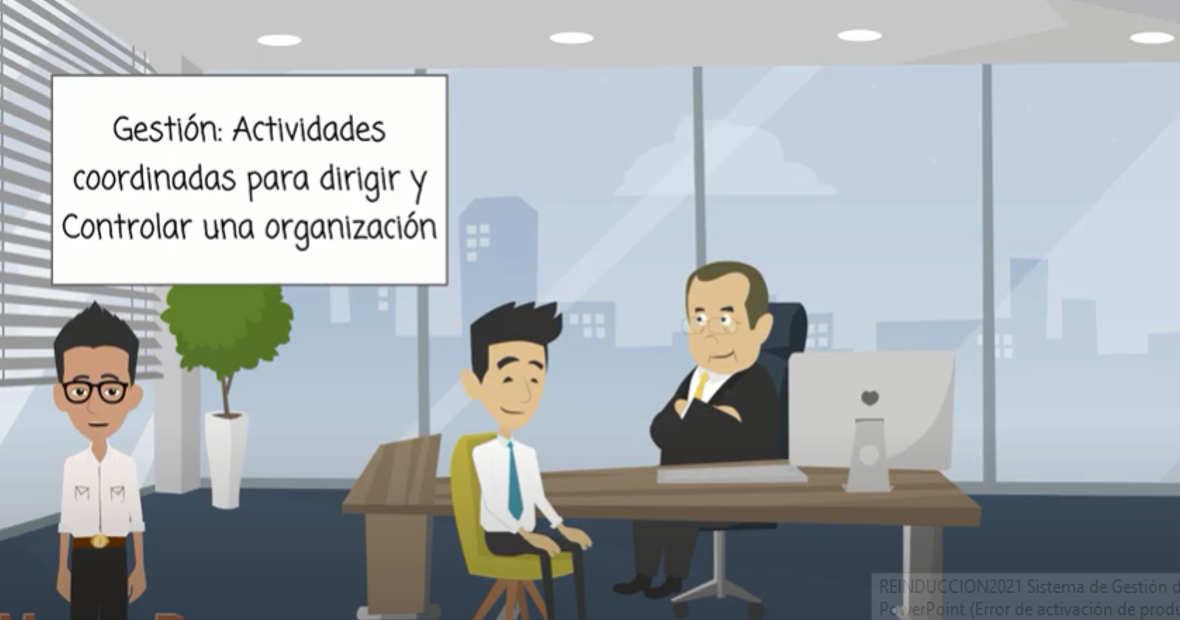 Gestión: Actividades
coordinadas para dirigir y
Controlar una organización
REINDUCCION2021 Sistema de Gestión d
PowerPoint (Error de activación de produ